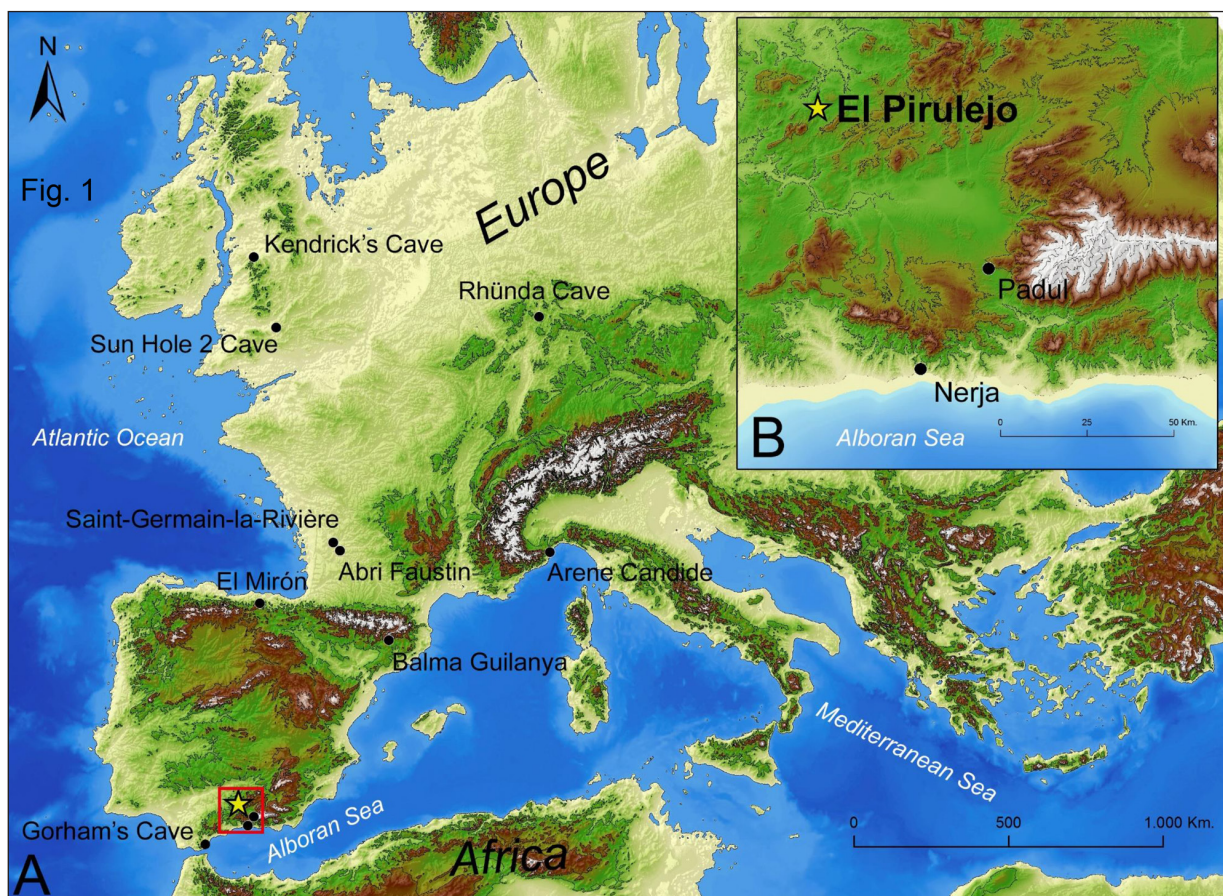 N
Fig. 1
Europe
Kendrick's Cave
Rhünda Cave
Sun Hole 2 Cave
Atlantic Ocean
Saint-Germain-la-Rivière
Abri Faustin
Arene Candide
El Mirón
Balma Guilanya
Mediterranean Sea
Gorham's Cave
Alboran Sea
Africa
0 500 1.000 Km.
A
El Pirulejo
Padul
Nerja
Alboran Sea
0 25 50 Km.
B